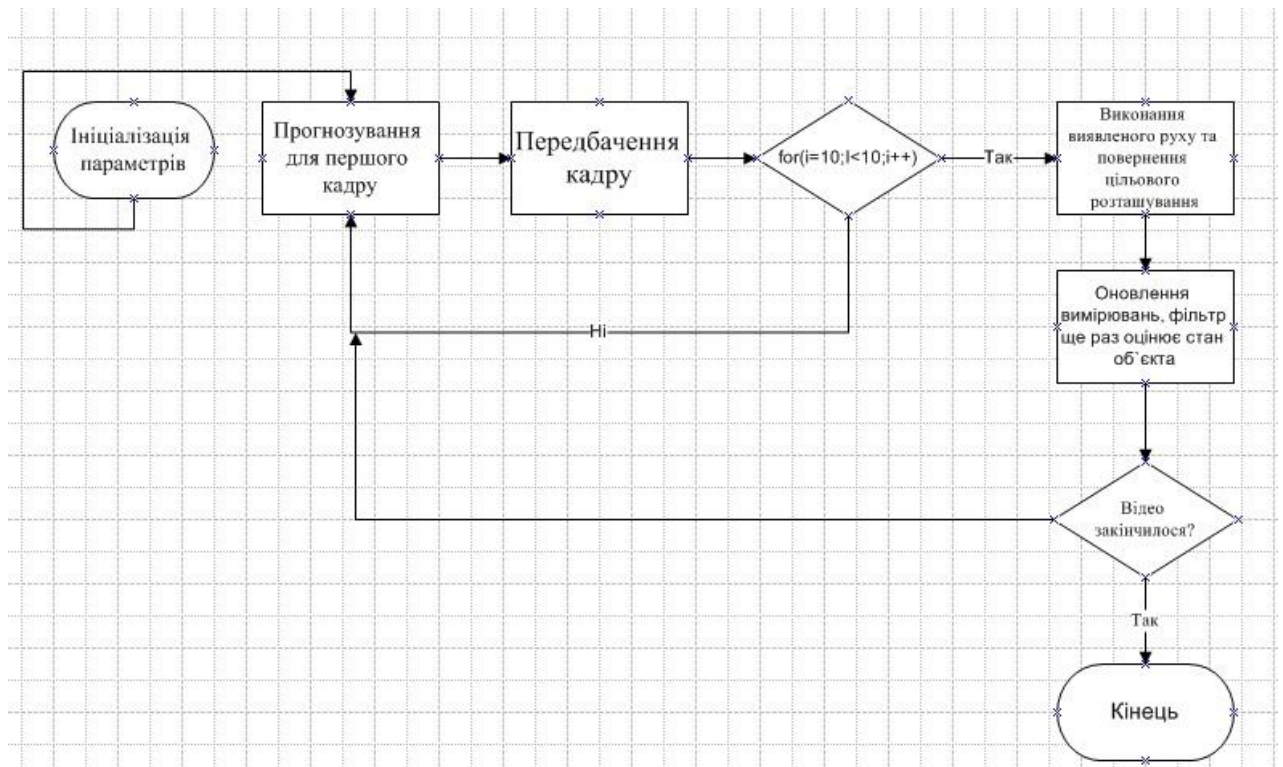 Ініціалізація
параметрів
Прогнозування
для першого
кадру
Передбачення
кадру
for(i=10;I<10;i++)
Так
Виконання
виявленого руху та
повернення
цільового
розташування
Оновлення
вимірювань, фільтр
ще раз оцінює стан
об`єкта
Ні
Відео
закінчилося?
Так
Кінець